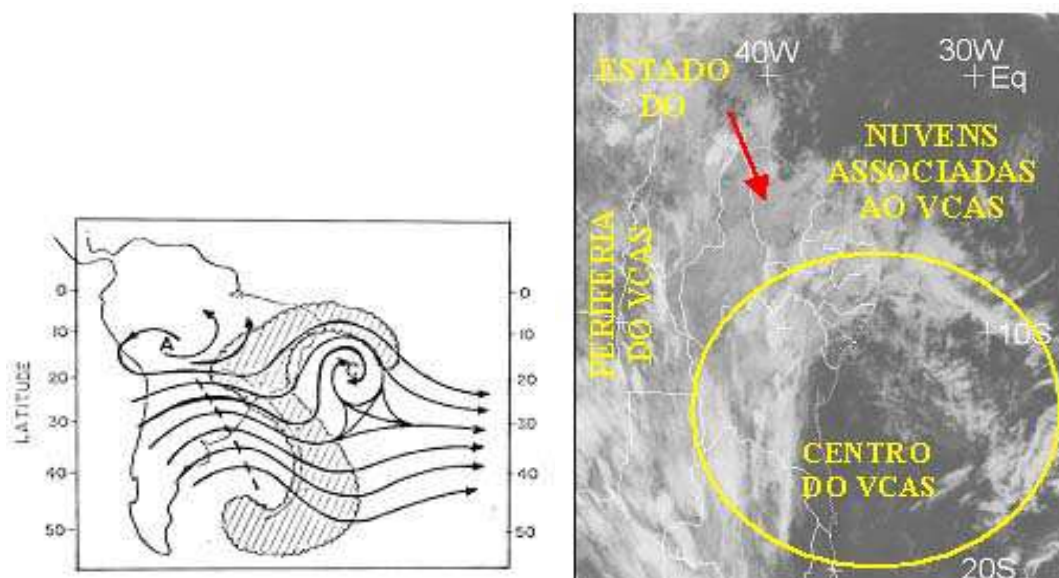 0
10
20
30
40
50
LATITUDE
A
0
10
20
30
40
50
40W
30W
Eq
ESTADO
DO
NUVENS
ASSOCIADAS
AO VCAS
PERIFERIA
DO VCAS
10S
CENTRO
DO VCAS
20S